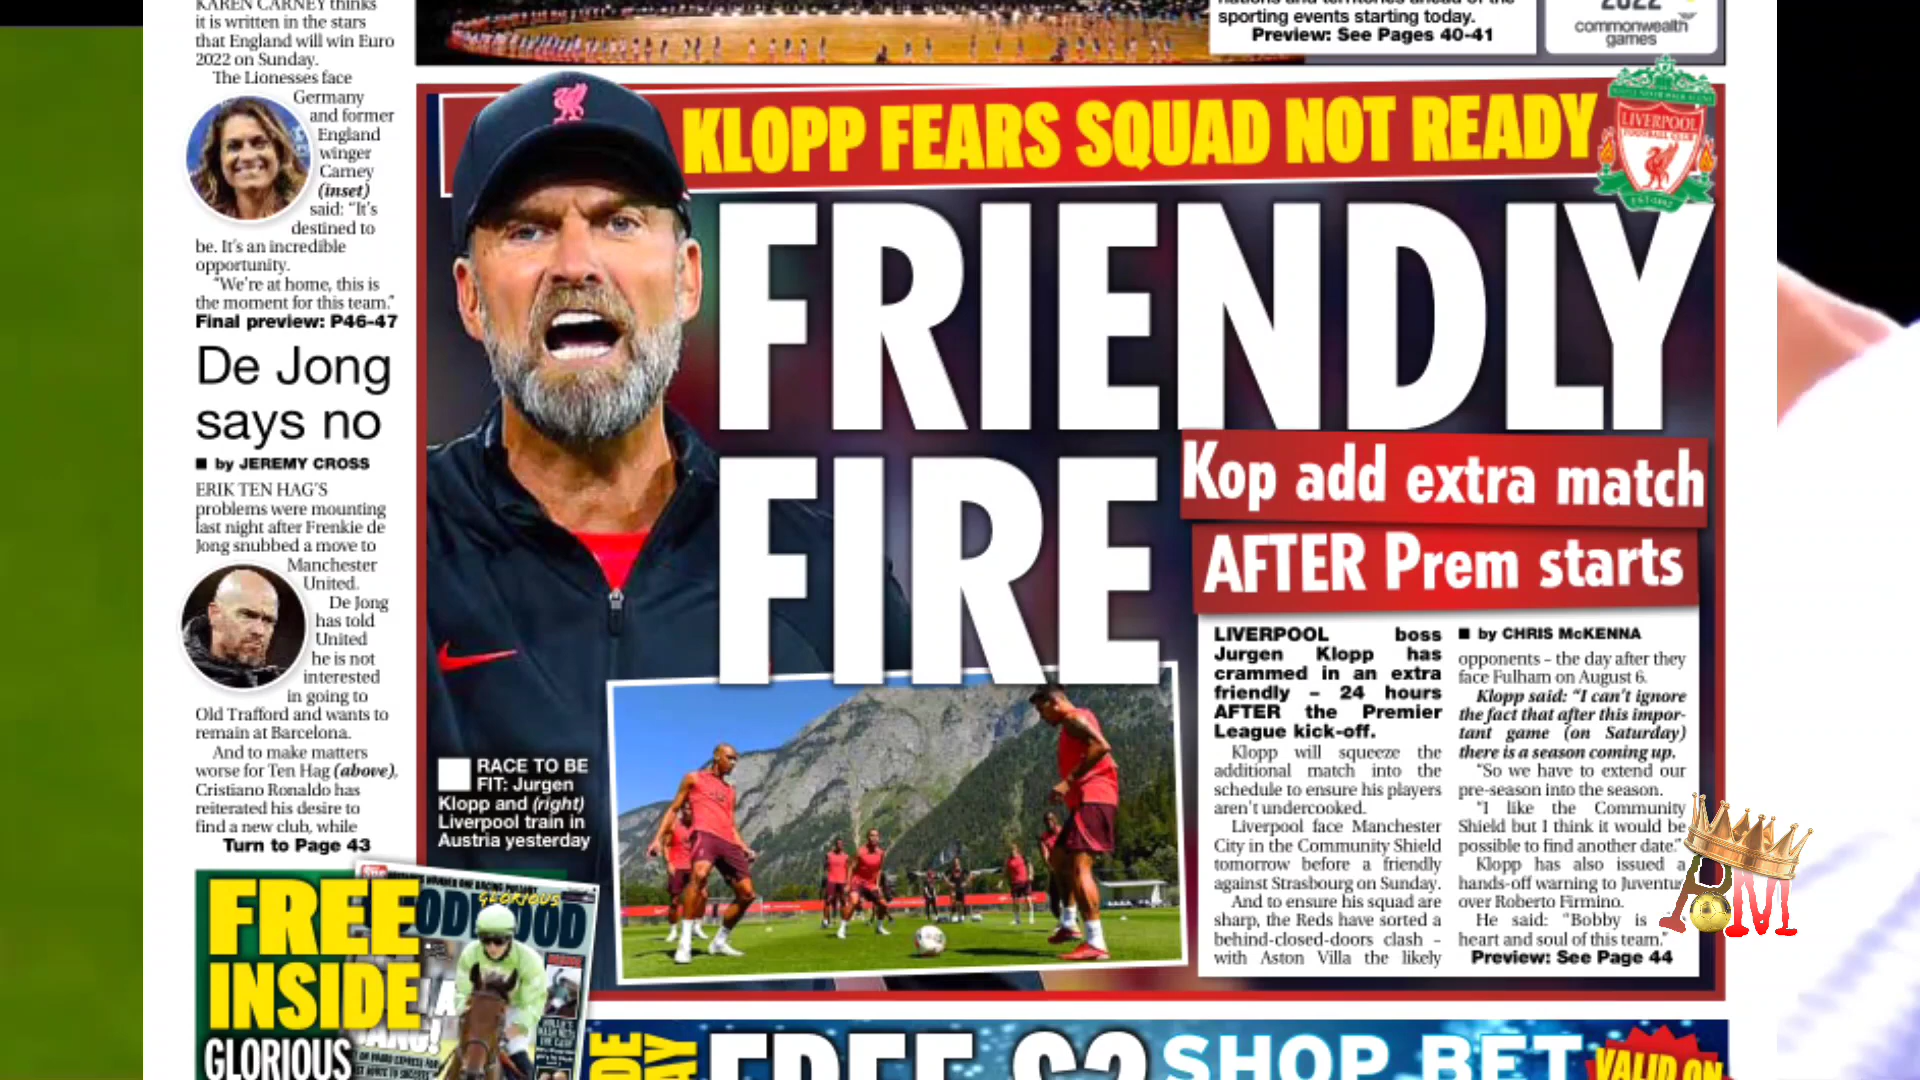 KAREN CARNEY thinks
it is written in the stars
that England will win Euro
2022 on Sunday.
The Lionesses face
Germany
and former
England
winger
Carney
(inset)
said: “It's
destined to
be. It's an incredible
opportunity.
“We're at home, this is
the moment for this team.”
Final preview: P46-47
De Jong
says no
■ by JEREMY CROSS
ERIK TEN HAG'S
problems were mounting
last night after Frenkie de
Jong snubbed a move to
Manchester
United.
De Jong
has told
United
he is not
interested
in going to
Old Trafford and wants to
remain at Barcelona.
And to make matters
worse for Ten Hag (above),
Cristiano Ronaldo has
reiterated his desire to
find a new club, while
Turn to Page 43
nations and territories ahead of the
sporting events starting today.
Preview: See Pages 40-41
2022
commonwealth
games
KLOPP FEARS SQUAD NOT READY
LIVERPOOL
FOOTBALL CLUB
EST·1892
FRIENDLY
FIRE
Kop add extra match
AFTER Prem starts
LIVERPOOL boss
Jurgen Klopp has
crammed in an extra
friendly – 24 hours
AFTER the Premier
League kick-off.
Klopp will squeeze the
additional match into the
schedule to ensure his players
aren't undercooked.
Liverpool face Manchester
City in the Community Shield
tomorrow before a friendly
against Strasbourg on Sunday.
And to ensure his squad are
sharp, the Reds have sorted a
behind-closed-doors clash –
with Aston Villa the likely
■ by CHRIS McKENNA
opponents – the day after they
face Fulham on August 6.
Klopp said: “I can't ignore
the fact that after this impor-
tant game (on Saturday)
there is a season coming up.
“So we have to extend our
pre-season into the season.
“I like the Community
Shield but I think it would be
possible to find another date.”
Klopp has also issued a
hands-off warning to Juventus
over Roberto Firmino.
He said: “Bobby is
heart and soul of this team.”
Preview: See Page 44
RACE TO BE
FIT: Jurgen
Klopp and (right)
Liverpool train in
Austria yesterday
FREE
INSIDE
GLORIOUS
GLORIOUS
FREE £2 SHOP BET
VALID ON